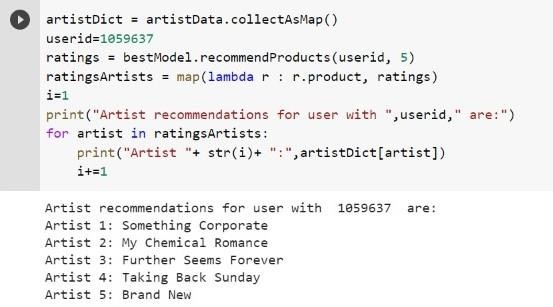 artistDict = artistData.collectAsMap()
userid=1059637
ratings = bestModel.recommendProducts(userid, 5)
ratingsArtists = map(lambda r : r.product, ratings)
i=1
print("Artist recommendations for user with ",userid," are:")
for artist in ratingsArtists:
    print("Artist "+ str(i)+ ":",artistDict[artist])
    i+=1
Artist recommendations for user with  1059637  are:
Artist 1: Something Corporate
Artist 2: My Chemical Romance
Artist 3: Further Seems Forever
Artist 4: Taking Back Sunday
Artist 5: Brand New